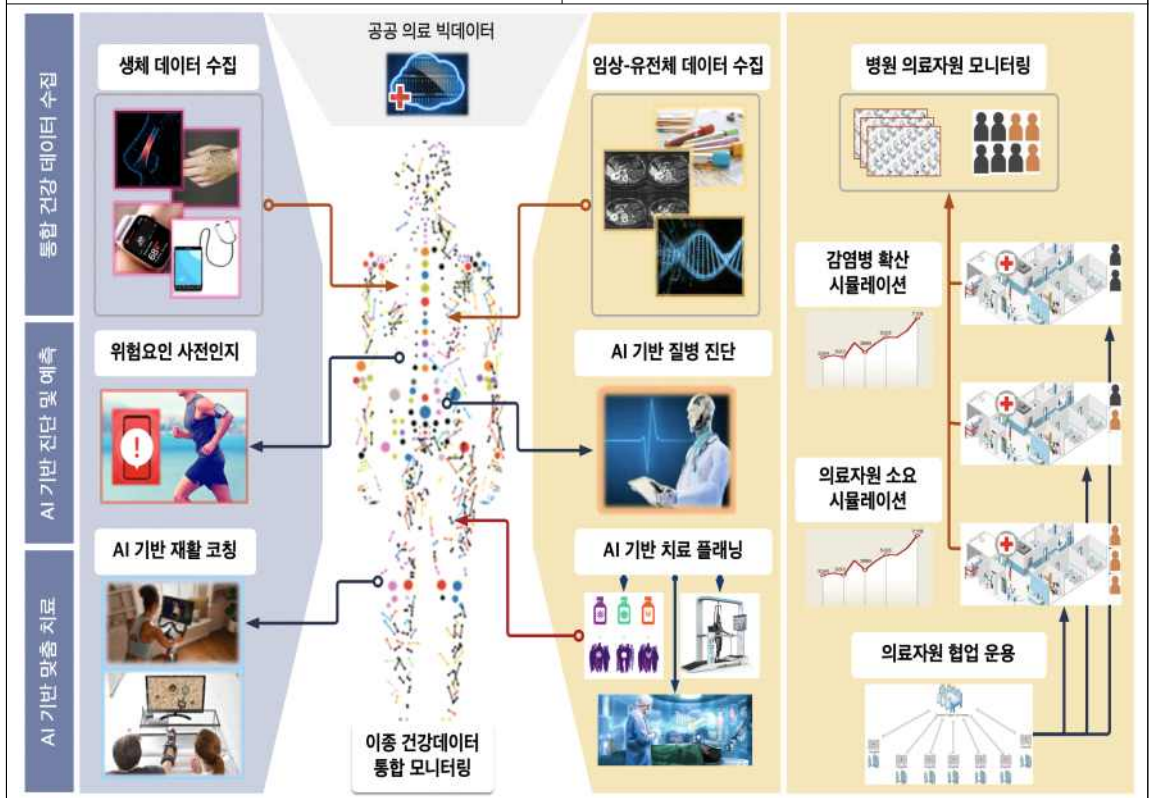 공공 의료 빅데이터
통합 건강 데이터 수집
생체 데이터 수집
임상-유전체 데이터 수집
병원 의료자원 모니터링
감염병 확산
시뮬레이션
AI 기반 진단 및 예측
위험요인 사전인지
AI 기반 질병 진단
의료자원 소요
시뮬레이션
AI 기반 맞춤 치료
AI 기반 재활 코칭
AI 기반 치료 플래닝
의료자원 협업 운용
이종 건강데이터
통합 모니터링